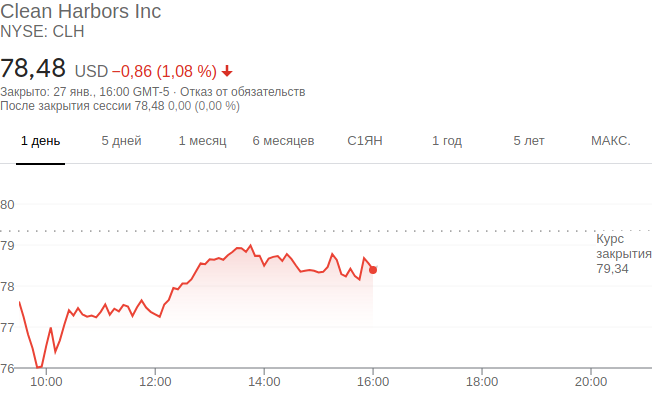 Clean Harbors Inc
NYSE: CLH
78,48 USD −0,86 (1,08 %)
Закрыто: 27 янв., 16:00 GMT-5 · Отказ от обязательств
После закрытия сессии 78,48 0,00 (0,00 %)
1 день 5 дней 1 месяц 6 месяцев С1ЯН 1 год 5 лет МАКС.
80
79
78
77
76
Курс
закрытия
79,34
10:00 12:00 14:00 16:00 18:00 20:00